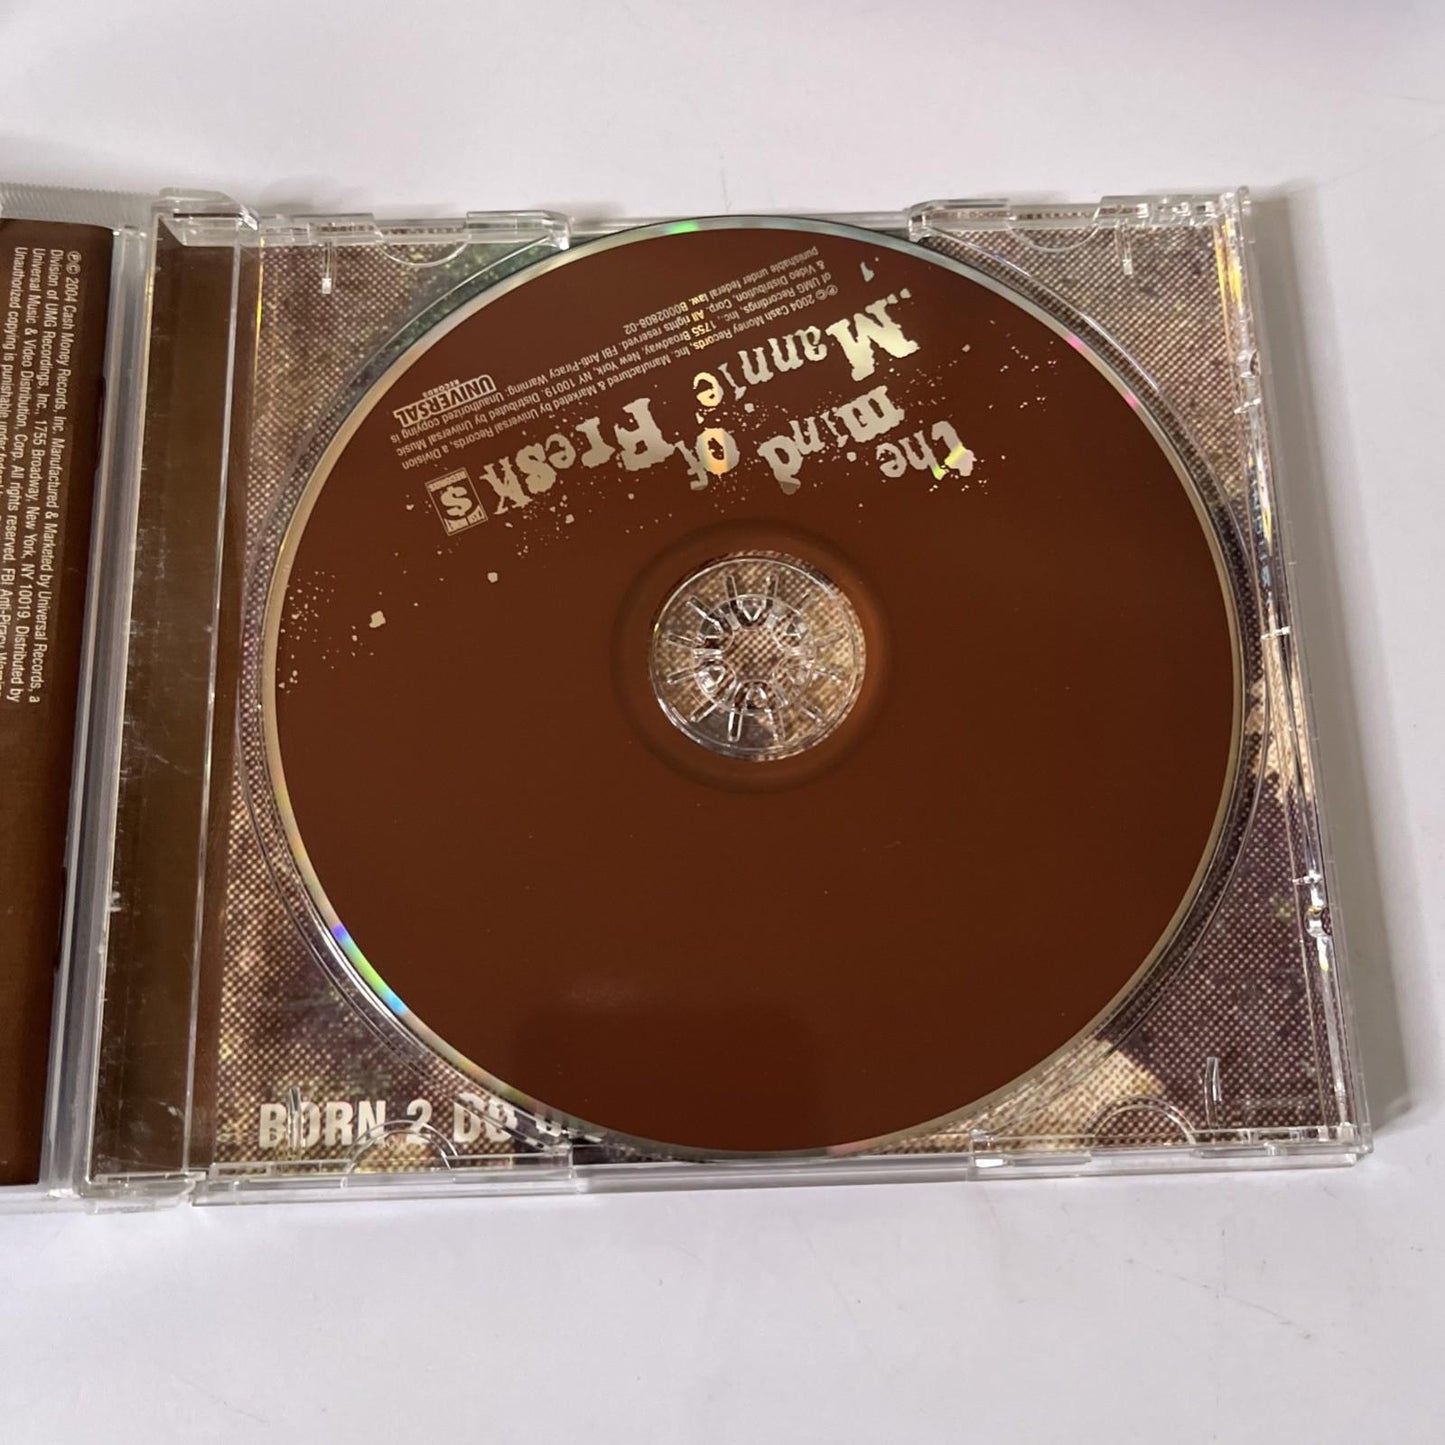 ℗© 2004 Cash Money Records, Inc. Manufactured & Marketed by Universal Records, a
Division of UMG Recordings, Inc., 1755 Broadway, New York, NY 10019. Distributed by
Universal Music & Video Distribution, Corp. All rights reserved. FBI Anti-Piracy Warning:
Unauthorized copying is punishable under federal
the mind of
Mannie Fresh
CASH MONEY
RECORDS
UNIVERSAL
RECORDS
℗© 2004 Cash Money Records, Inc. Manufactured & Marketed by Universal Records, a Division
of UMG Recordings, Inc., 1755 Broadway, New York, NY 10019. Distributed by Universal Music
& Video Distribution, Corp. All rights reserved. FBI Anti-Piracy Warning: Unauthorized copying is
punishable under federal law. B0002808-02
BORN 2 DO